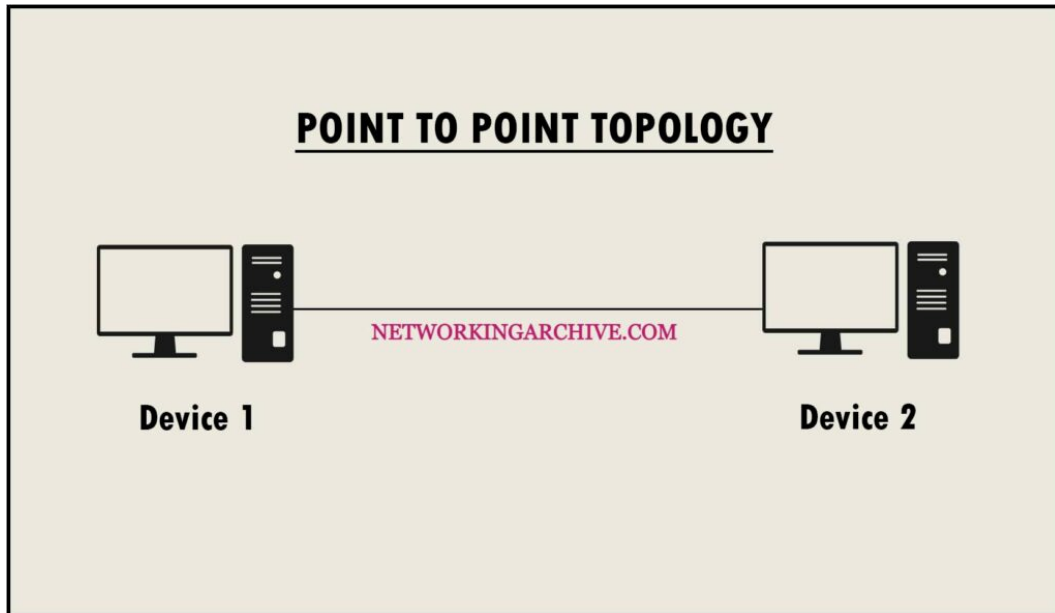 POINT TO POINT TOPOLOGY
NETWORKINGARCHIVE.COM
Device 1
Device 2